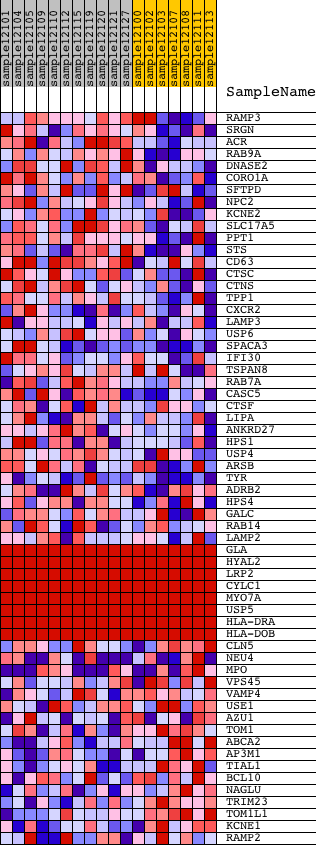 sample12101
sample12104
sample12105
sample12109
sample12110
sample12112
sample12115
sample12120
sample12127
sample12100
sample12102
sample12103
sample12107
sample12108
sample12111
SampleName
RAMP3
SRGN
ACR
RAB9A
DNASE2
CORO1A
SFTPD
NPC2
KCNE2
SLC17A5
PPT1
STS
CD63
CTSC
CTNS
TPP1
CXCR2
LAMP3
USP6
SPACA3
IFI30
TSPAN8
RAB7A
CASC5
CTSF
LIPA
ANKRD27
HPS1
USP4
ARSB
TYR
ADRB2
HPS4
GALC
RAB14
LAMP2
GLA
HYAL2
LRP2
CYLC1
MYO7A
USP5
HLA-DRA
HLA-DOB
CLN5
NEU4
MPO
VPS45
VAMP4
USE1
AZU1
TOM1
ABCA2
AP3M1
TIAL1
BCL10
NAGLU
TRIM23
TOM1L1
KCNE1
RAMP2